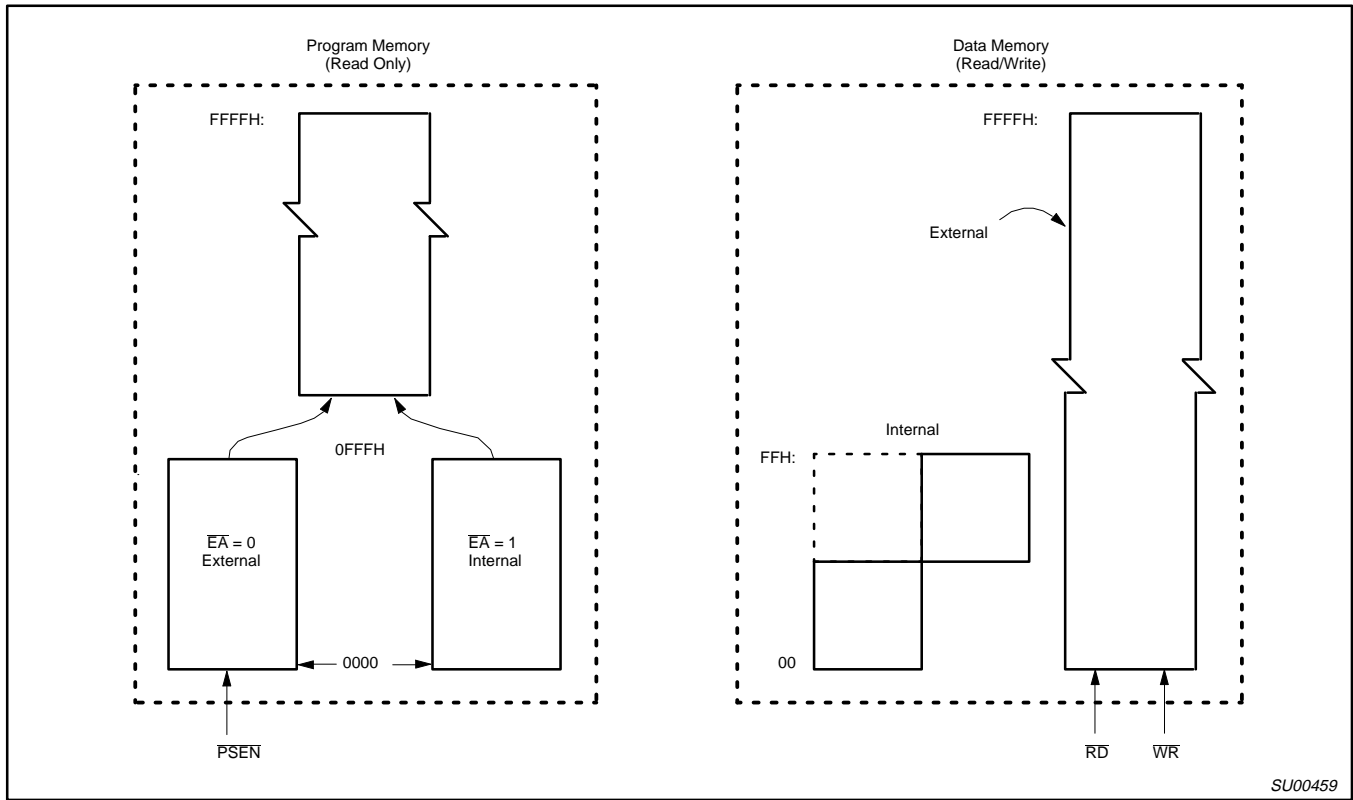 Program Memory
(Read Only)
FFFFH:
0FFFH
EA = 0
External
EA = 1
Internal
0000
PSEN
Data Memory
(Read/Write)
FFFFH:
External
Internal
FFH:
00
RD
WR
SU00459